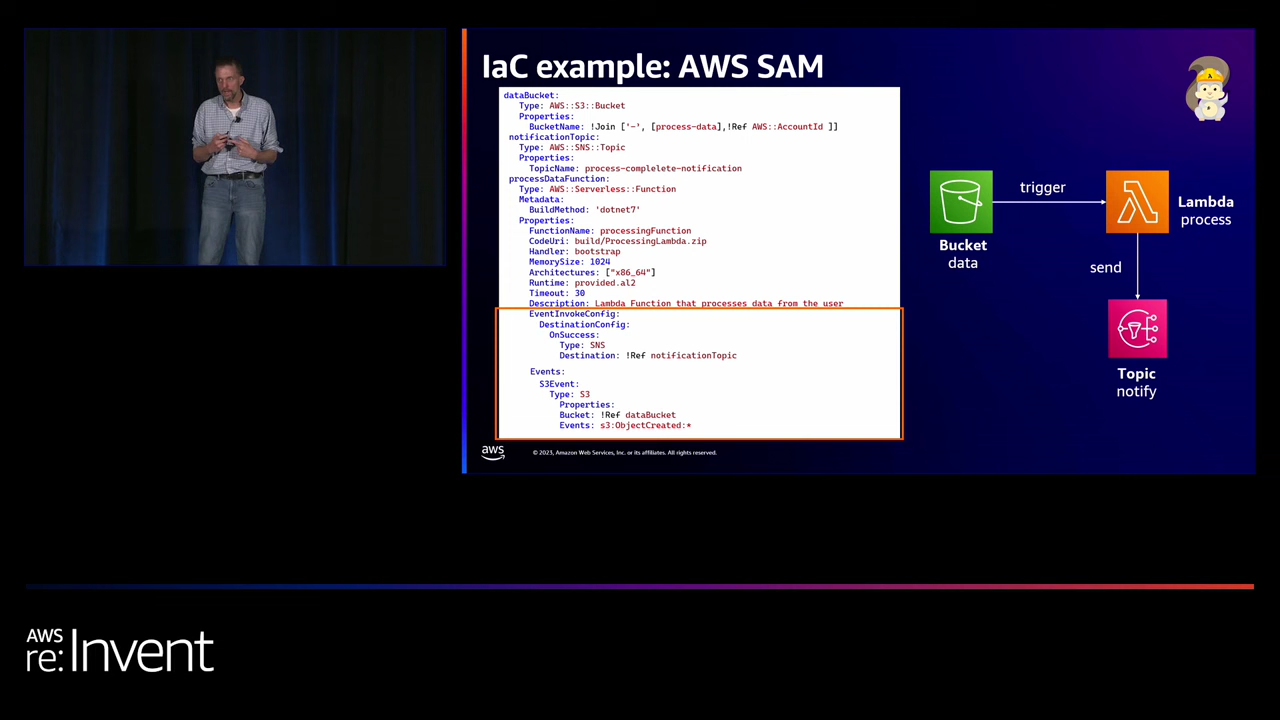 IaC example: AWS SAM
dataBucket:
Type: AWS::S3::Bucket
Properties:
BucketName: !Join ['-', [process-data],!Ref AWS::AccountId ]]
notificationTopic:
Type: AWS::SNS::Topic
Properties:
TopicName: process-complelete-notification
processDataFunction:
Type: AWS::Serverless::Function
Metadata:
BuildMethod: 'dotnet7'
Properties:
FunctionName: processingFunction
CodeUri: build/ProcessingLambda.zip
Handler: bootstrap
MemorySize: 1024
Architectures: ["x86_64"]
Runtime: provided.al2
Timeout: 30
Description: Lambda Function that processes data from the user
EventInvokeConfig:
DestinationConfig:
OnSuccess:
Type: SNS
Destination: !Ref notificationTopic
Events:
S3Event:
Type: S3
Properties:
Bucket: !Ref dataBucket
Events: s3:ObjectCreated:*
trigger
Bucket
data
Lambda
process
send
Topic
notify
aws
© 2023, Amazon Web Services, Inc. or its affiliates. All rights reserved.
AWS
re:Invent